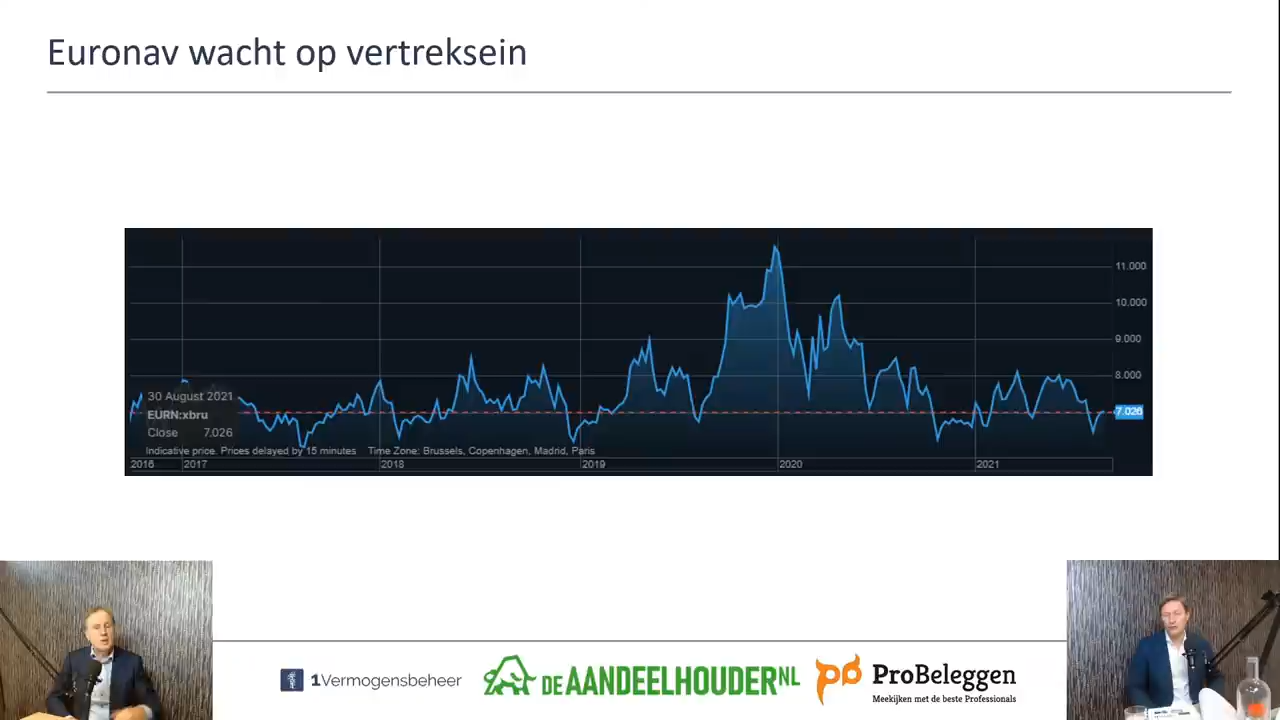 Euronav wacht op vertreksein
11.000
10.000
9.000
8.000
30 August 2021
EURN:xbru
7.026
Close 7.026
Indicative price. Prices delayed by 15 minutes Time Zone: Brussels, Copenhagen, Madrid, Paris
2016 2017 2018 2019 2020 2021
1Vermogensbeheer
DE AANDEELHOUDER NL
ProBeleggen
Meekijken met de beste Professionals